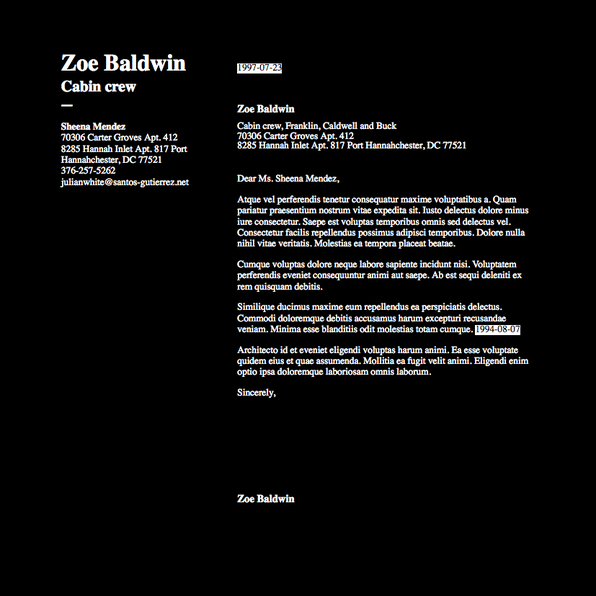 Zoe Baldwin
Cabin crew
Sheena Mendez
70306 Carter Groves Apt. 412
8285 Hannah Inlet Apt. 817 Port
Hannahchester, DC 77521
376-257-5262
julianwhite@santos-gutierrez.net
1997-07-23
Zoe Baldwin
Cabin crew, Franklin, Caldwell and Buck
70306 Carter Groves Apt. 412
8285 Hannah Inlet Apt. 817 Port Hannahchester, DC 77521
Dear Ms. Sheena Mendez,
Atque vel perferendis tenetur consequatur maxime voluptatibus a. Quam
pariatur praesentium nostrum vitae expedita sit. Iusto delectus dolore minus
iure consectetur. Saepe est voluptas temporibus omnis sed delectus vel.
Consectetur facilis repellendus possimus adipisci temporibus. Dolore nulla
nihil vitae veritatis. Molestias ea tempora placeat beatae.
Cumque voluptas dolore neque labore sapiente incidunt nisi. Voluptatem
perferendis eveniet consequuntur animi aut saepe. Ab est sequi deleniti ex
rem quisquam debitis.
Similique ducimus maxime eum repellendus ea perspiciatis delectus.
Commodi doloremque debitis accusamus harum excepturi recusandae
veniam. Minima esse blanditiis odit molestias totam cumque. 1994-08-07
Architecto id et eveniet eligendi voluptas harum animi. Ea esse voluptate
quidem eius et quae assumenda. Mollitia ea fugit velit animi. Eligendi enim
optio ipsa doloremque laboriosam omnis laborum.
Sincerely,
Zoe Baldwin